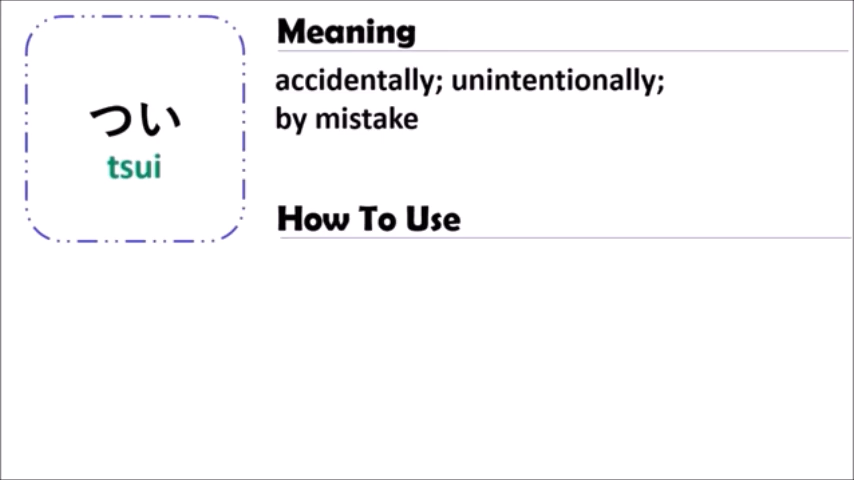 つい
tsui
Meaning
accidentally; unintentionally;
by mistake
How To Use